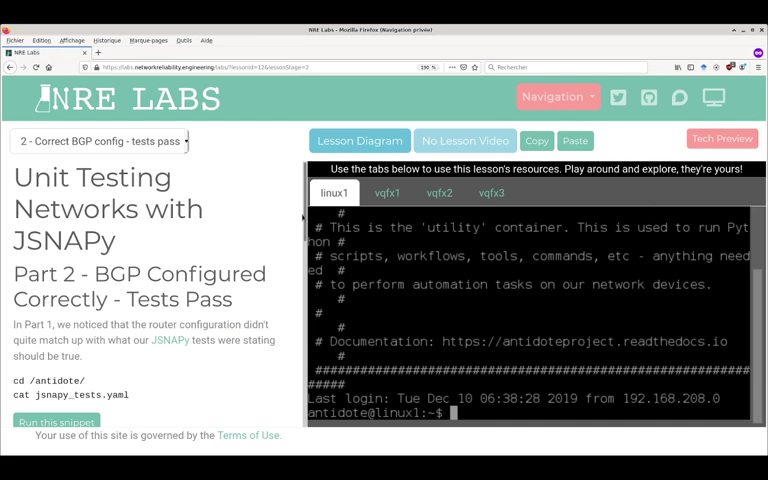 NRE Labs - Mozilla Firefox (Navigation privée)
Fichier Édition Affichage Historique Marque-pages Outils Aide
NRE Labs
https://labs.networkreliability.engineering/labs/?lessonId=12&lessonStage=2
196 %
Rechercher
NRE LABS
Navigation
2 - Correct BGP config - tests pass
Lesson Diagram
No Lesson Video
Copy
Paste
Tech Preview
Unit Testing
Networks with
JSNAPy
Part 2 - BGP Configured
Correctly - Tests Pass
In Part 1, we noticed that the router configuration didn't
quite match up with what our JSNAPy tests were stating
should be true.
cd /antidote/
cat jsnapy_tests.yaml
Run this snippet
Use the tabs below to use this lesson's resources. Play around and explore, they're yours!
linux1 vqfx1 vqfx2 vqfx3
#
# This is the 'utility' container. This is used to run Pyt
hon #
# scripts, workflows, tools, commands, etc - anything need
ed #
# to perform automation tasks on our network devices.
#
#
#
# Documentation: https://antidoteproject.readthedocs.io
#
##########################################################
#####
Last login: Tue Dec 10 06:38:28 2019 from 192.168.208.0
antidote@linux1:~$
Your use of this site is governed by the Terms of Use.